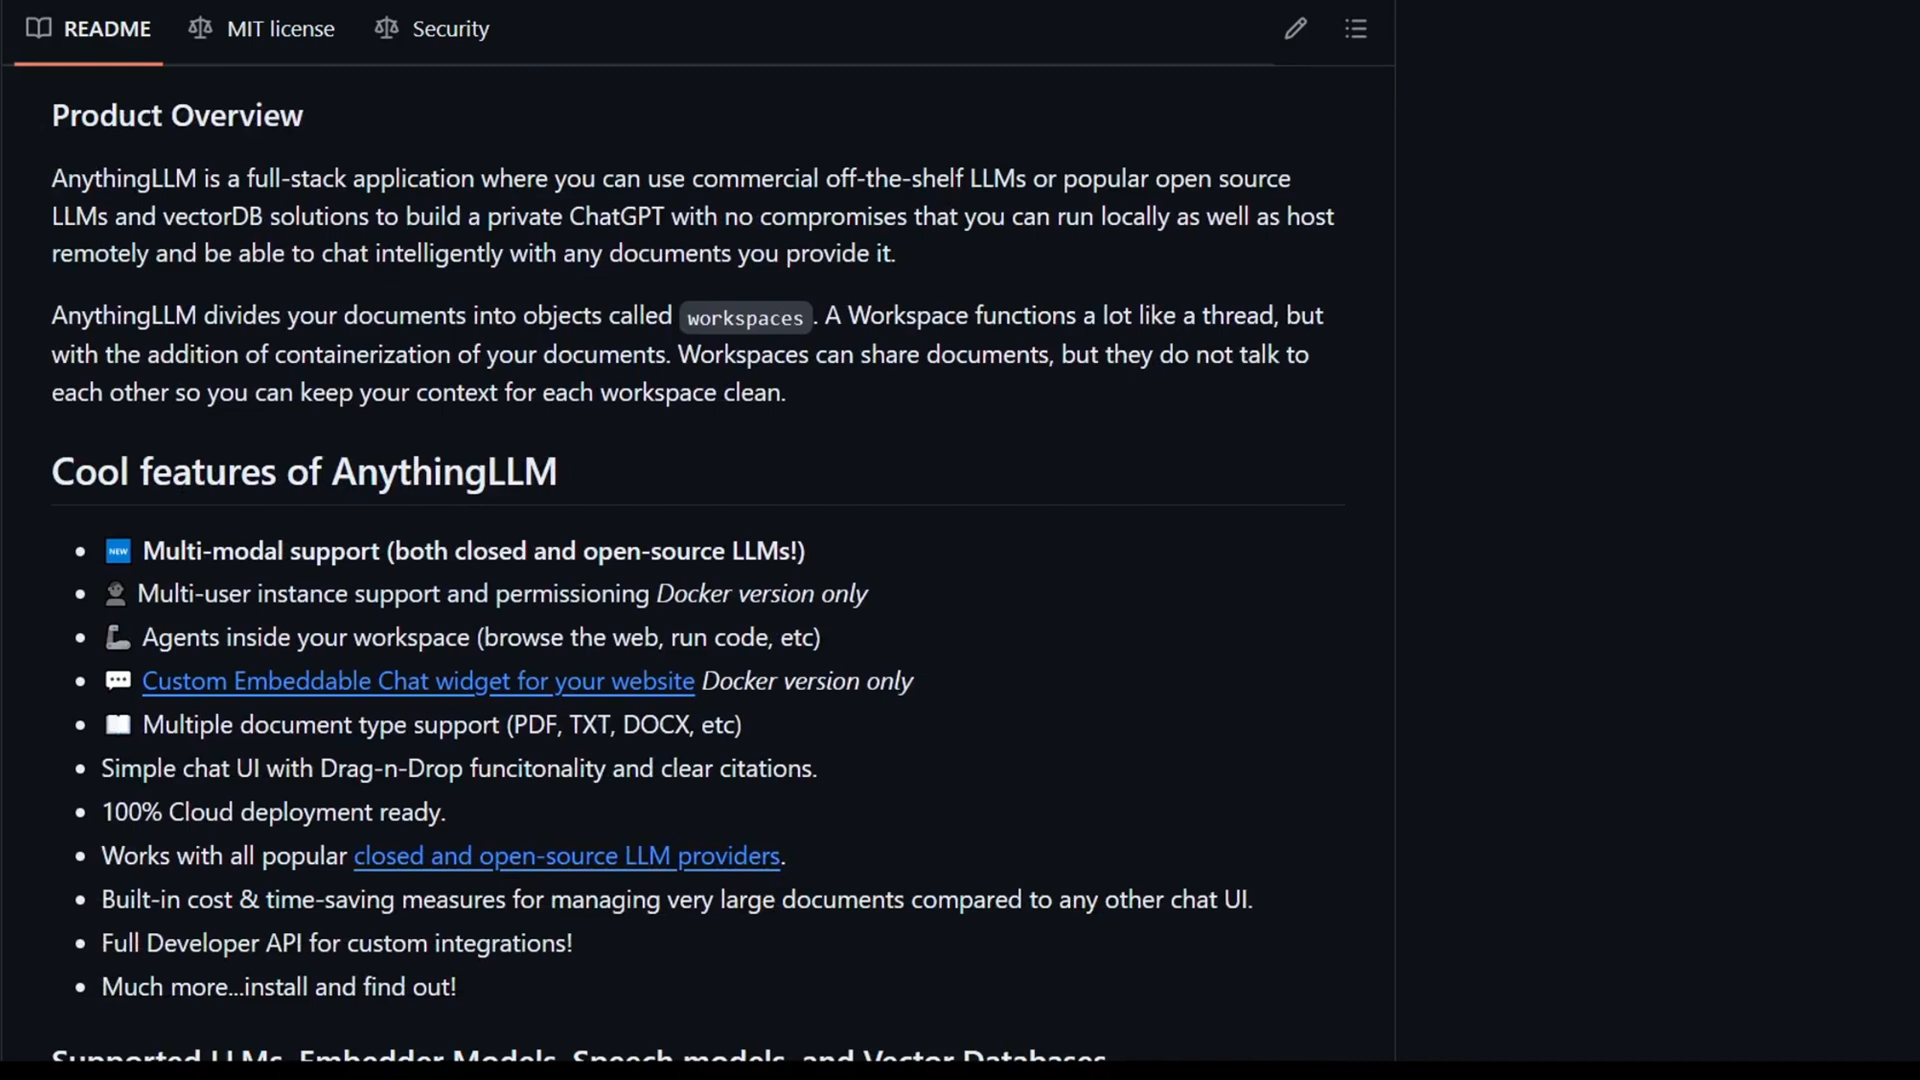 README MIT license Security
Product Overview
AnythingLLM is a full-stack application where you can use commercial off-the-shelf LLMs or popular open source
LLMs and vectorDB solutions to build a private ChatGPT with no compromises that you can run locally as well as host
remotely and be able to chat intelligently with any documents you provide it.
AnythingLLM divides your documents into objects called workspaces. A Workspace functions a lot like a thread, but
with the addition of containerization of your documents. Workspaces can share documents, but they do not talk to
each other so you can keep your context for each workspace clean.
Cool features of AnythingLLM
NEW Multi-modal support (both closed and open-source LLMs!)
Multi-user instance support and permissioning Docker version only
Agents inside your workspace (browse the web, run code, etc)
Custom Embeddable Chat widget for your website Docker version only
Multiple document type support (PDF, TXT, DOCX, etc)
Simple chat UI with Drag-n-Drop funcitonality and clear citations.
100% Cloud deployment ready.
Works with all popular closed and open-source LLM providers.
Built-in cost & time-saving measures for managing very large documents compared to any other chat UI.
Full Developer API for custom integrations!
Much more...install and find out!
Supported LLMs, Embedder Models, Speech models, and Vector Databases